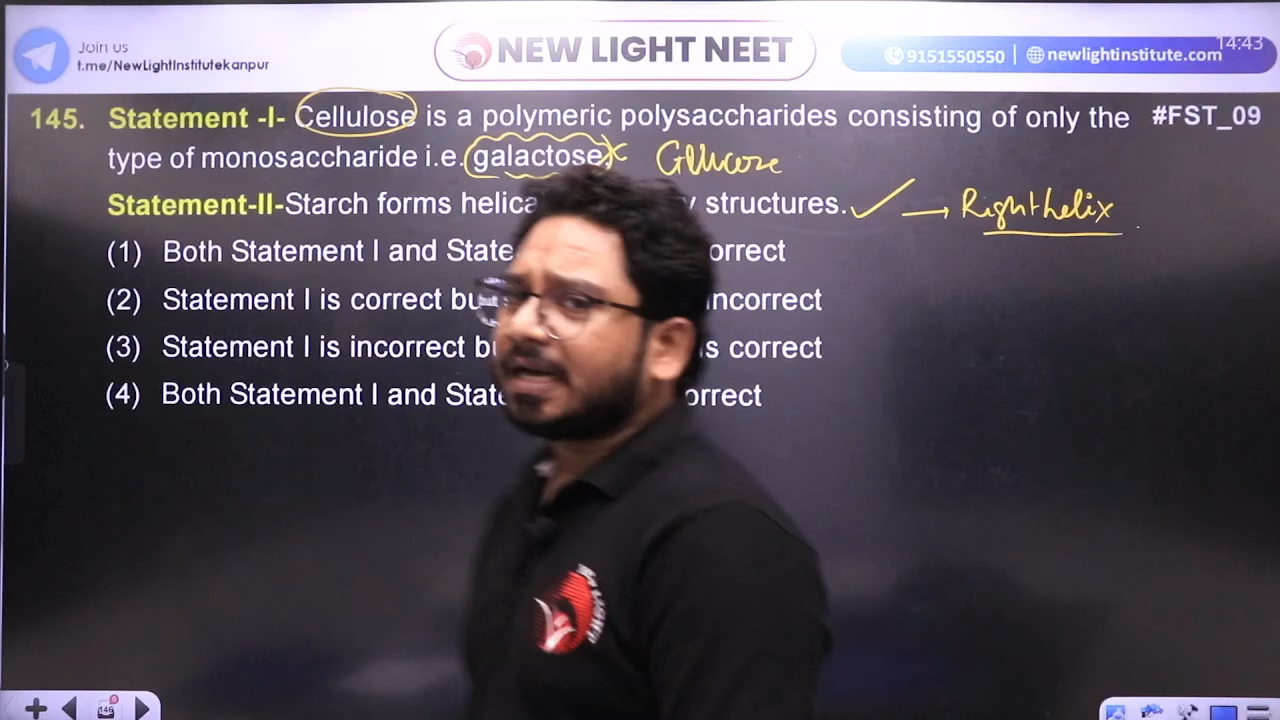 Join us
t.me/NewLightInstitutekanpur
NEW LIGHT NEET
9151550550 | newlightinstitute.com
14:43
145. Statement -I- Cellulose is a polymeric polysaccharides consisting of only the #FST_09
type of monosaccharide i.e. galactose, Glucose
Statement-II-Starch forms helica y structures. Right helix
(1) Both Statement I and State orrect
(2) Statement I is correct bu ncorrect
(3) Statement I is incorrect bu s correct
(4) Both Statement I and State orrect
146